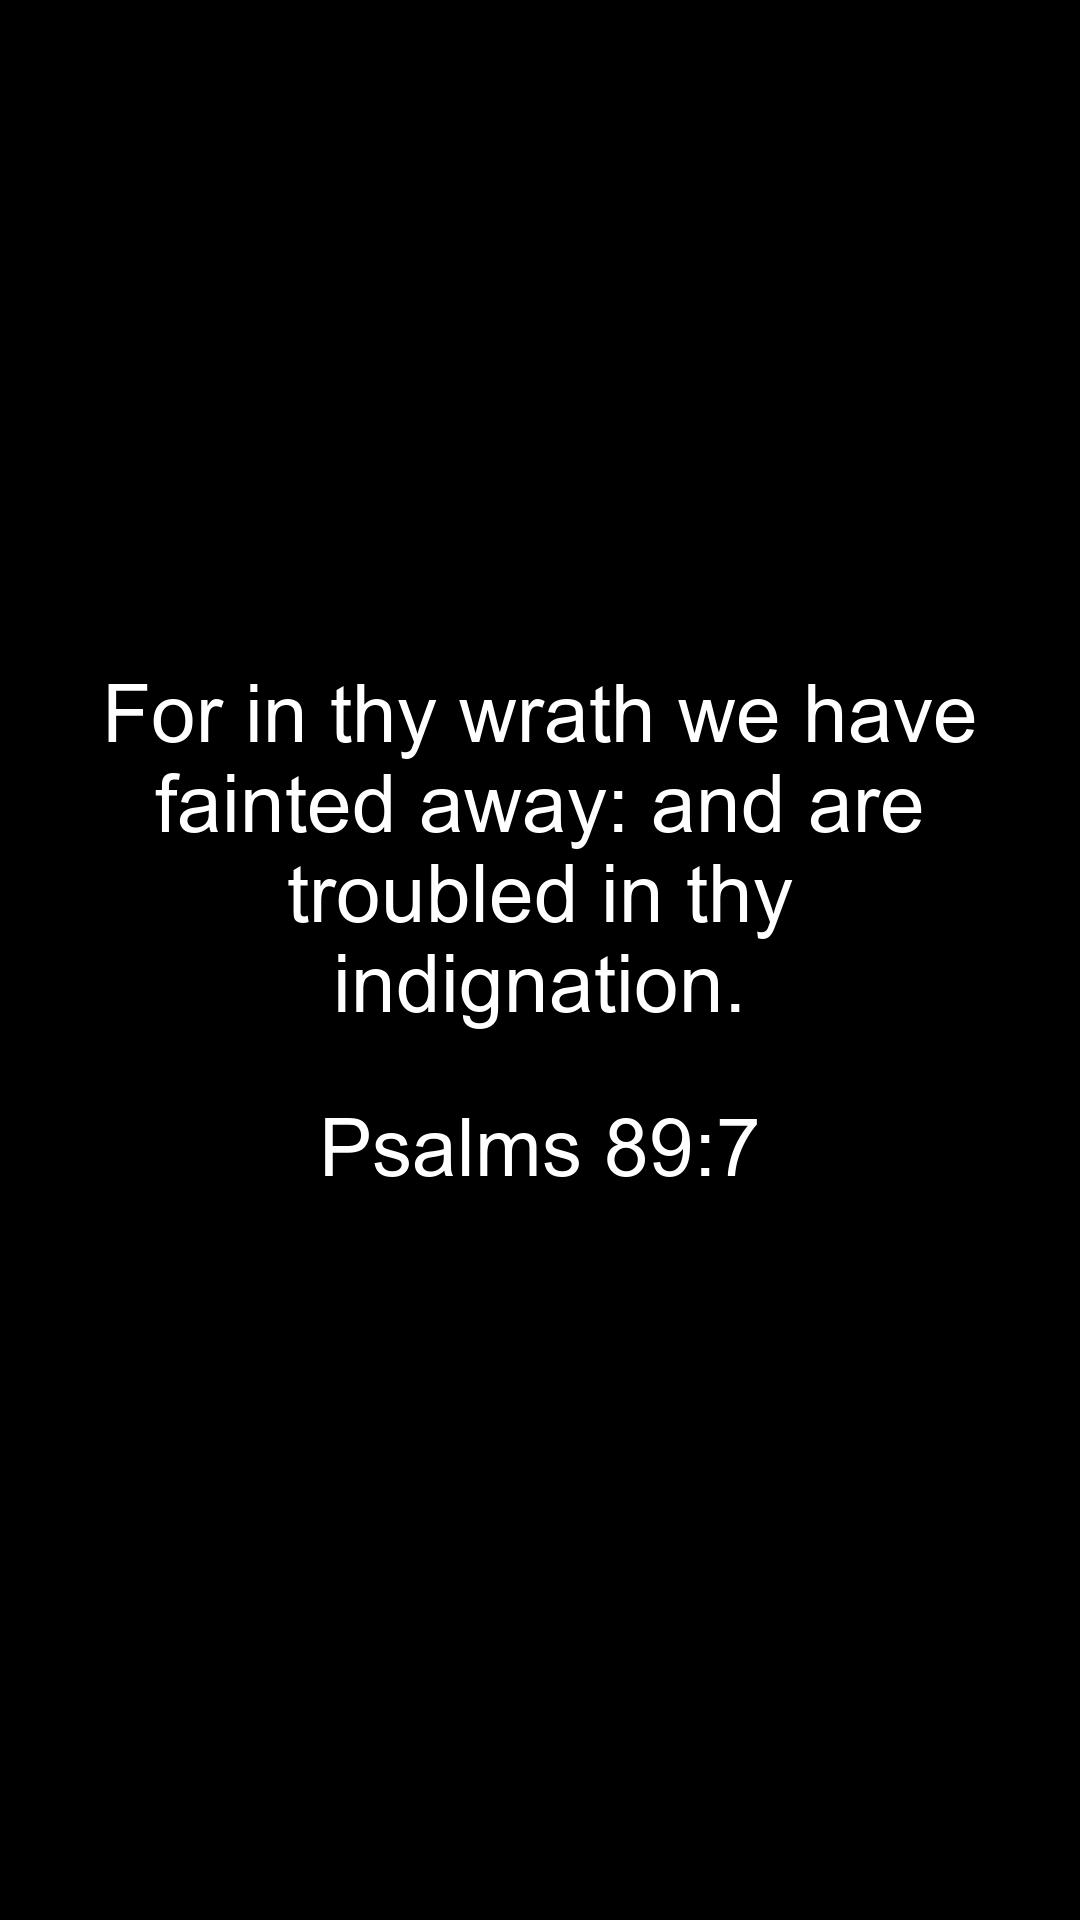 For in thy wrath we have
fainted away: and are
troubled in thy
indignation.
Psalms 89:7